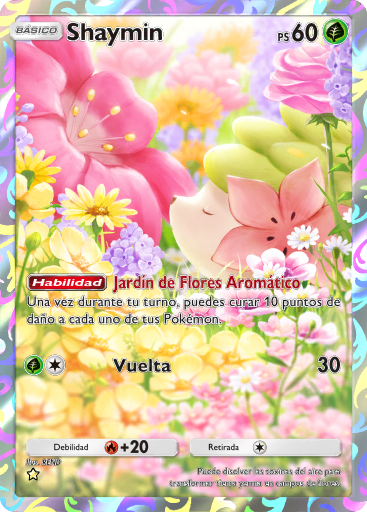 BÁSICO Shaymin PS 60
Habilidad Jardín de Flores Aromático
Una vez durante tu turno, puedes curar 10 puntos de
daño a cada uno de tus Pokémon.
Vuelta 30
Debilidad +20 Retirada
Ilus. REND
Puede disolver las toxinas del aire para
transformar tierra yerma en campos de flores.